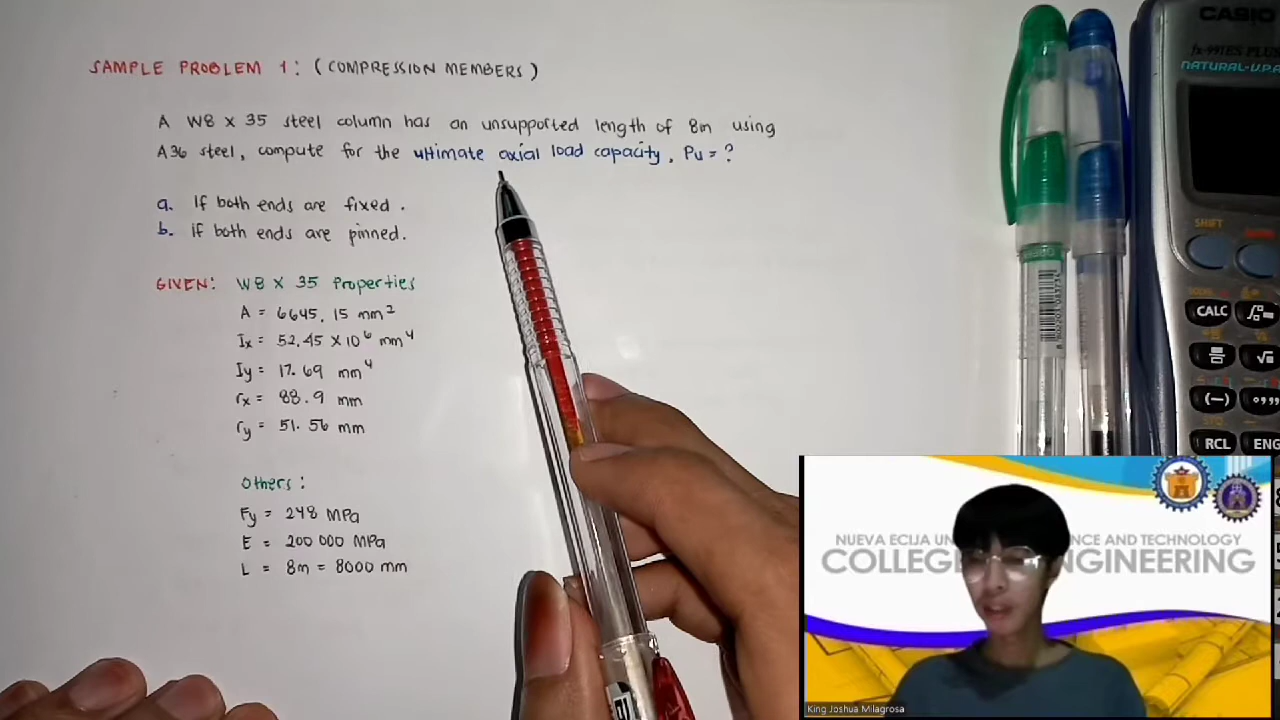 SAMPLE PROBLEM 1: (COMPRESSION MEMBERS)
A W8 x 35 steel column has an unsupported length of 8m using
A36 steel, compute for the ultimate axial load capacity, Pu = ?
a. If both ends are fixed.
b. if both ends are pinned.
GIVEN: W8 x 35 Properties
A = 6645.15 mm²
Ix = 52.45 x 10⁶ mm⁴
Iy = 17.69 mm⁴
rx = 88.9 mm
ry = 51.56 mm
Others:
Fy = 248 MPa
E = 200 000 MPa
L = 8m = 8000 mm
CASIO
fx-991ES PLUS
NATURAL-V.P.A
SHIFT
CALC
(-)
RCL
ENG
NUEVA ECIJA UN NCE AND TECHNOLOGY
COLLEGE NGINEERING
King Joshua Milagrosa